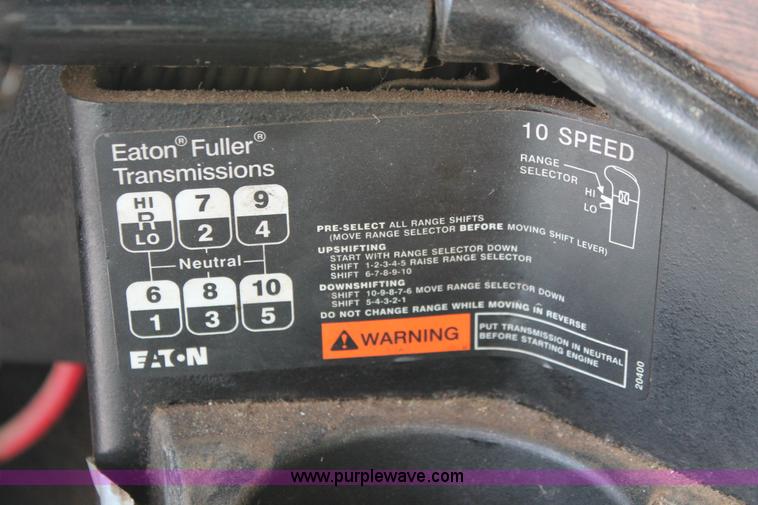 Eaton® Fuller®
Transmissions
10 SPEED
RANGE
SELECTOR
HI
LO
HI
R
LO
7
2
9
4
Neutral
6
1
8
3
10
5
PRE-SELECT ALL RANGE SHIFTS
(MOVE RANGE SELECTOR BEFORE MOVING SHIFT LEVER)
UPSHIFTING
START WITH RANGE SELECTOR DOWN
SHIFT 1-2-3-4-5 RAISE RANGE SELECTOR
SHIFT 6-7-8-9-10
DOWNSHIFTING
SHIFT 10-9-8-7-6 MOVE RANGE SELECTOR DOWN
SHIFT 5-4-3-2-1
DO NOT CHANGE RANGE WHILE MOVING IN REVERSE
WARNING
PUT TRANSMISSION IN NEUTRAL
BEFORE STARTING ENGINE
EATON
20400
www.purplewave.com